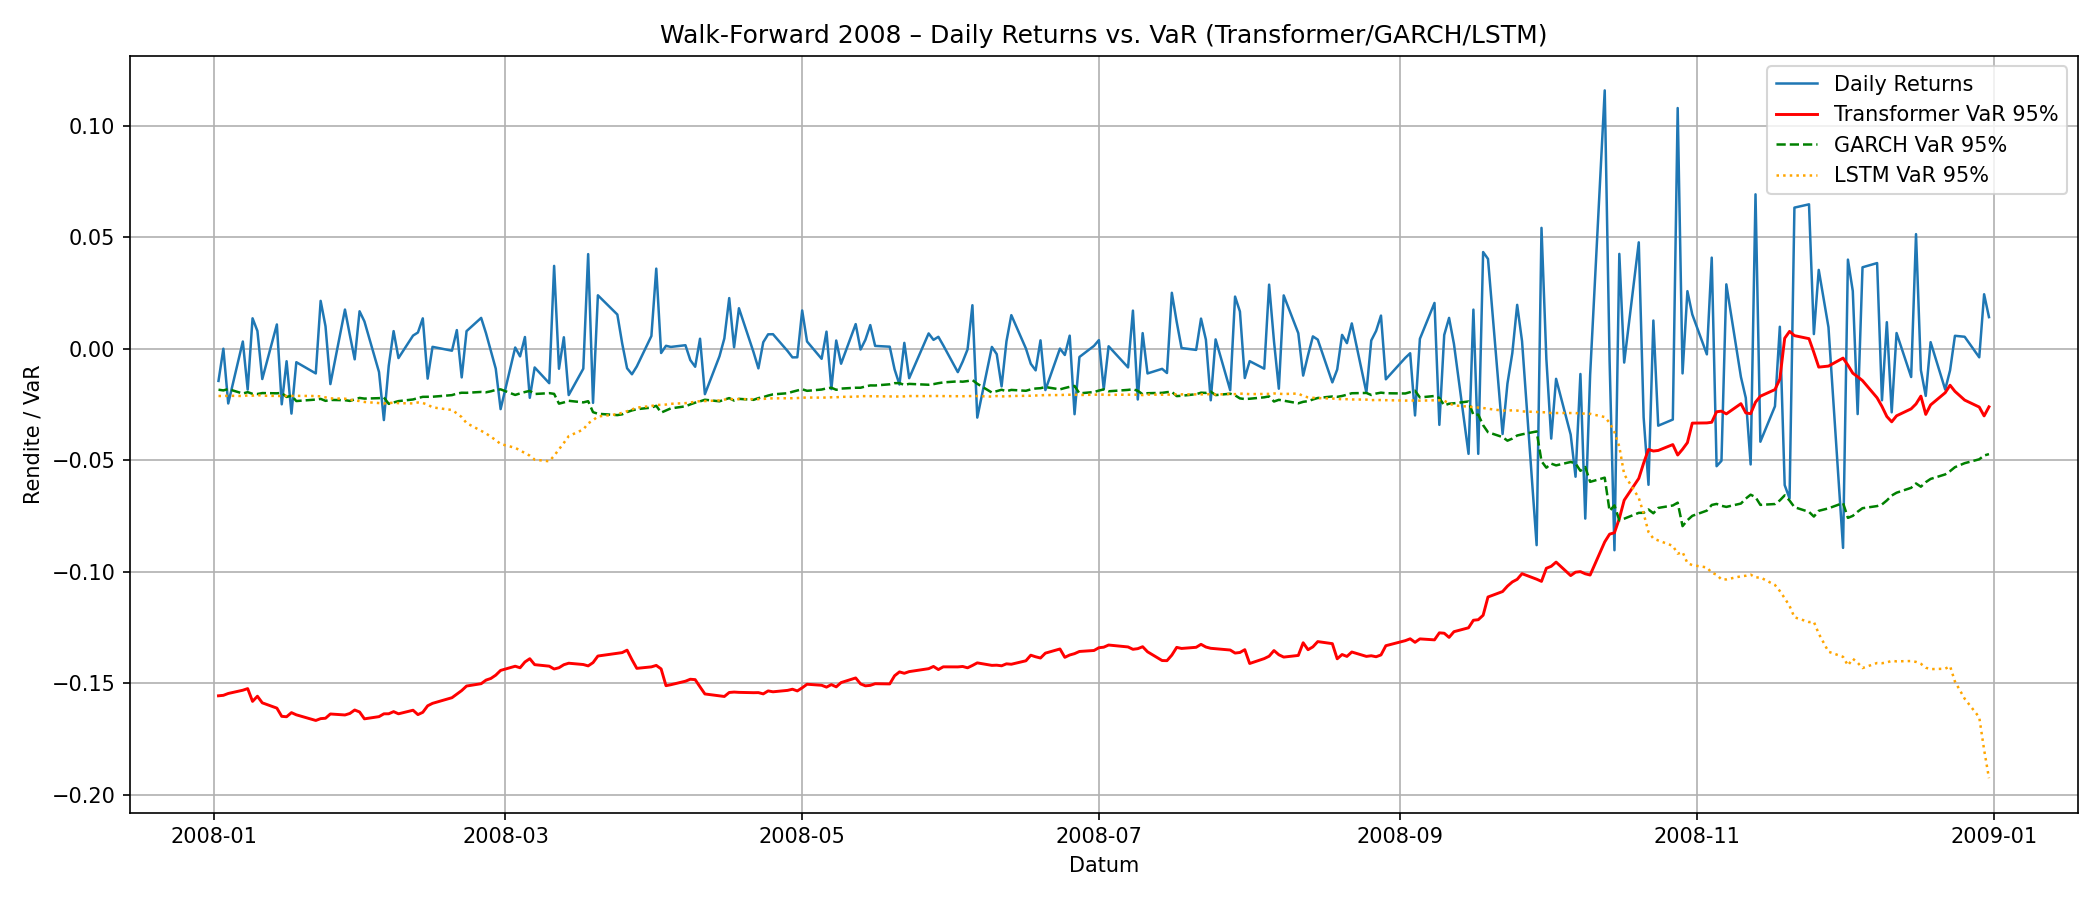 Walk-Forward 2008 – Daily Returns vs. VaR (Transformer/GARCH/LSTM)
Daily Returns
Transformer VaR 95%
GARCH VaR 95%
LSTM VaR 95%
Rendite / VaR
0.10
0.05
0.00
−0.05
−0.10
−0.15
−0.20
2008-01 2008-03 2008-05 2008-07 2008-09 2008-11 2009-01
Datum